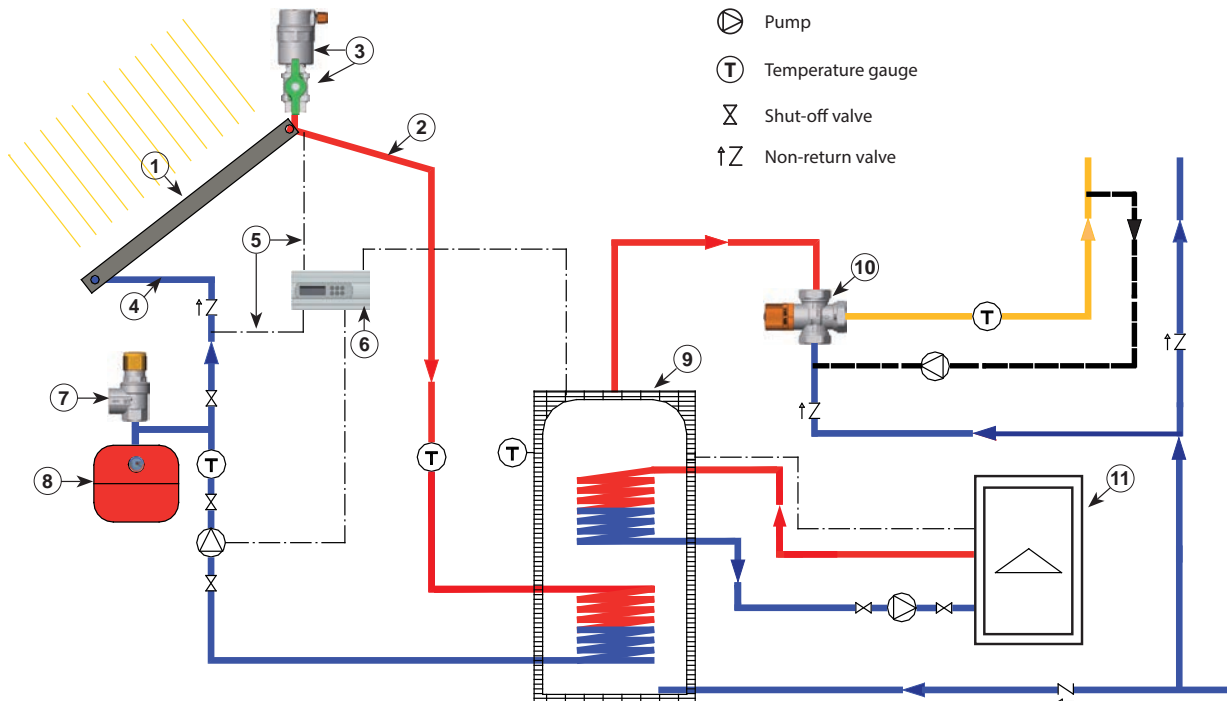 Pump
T Temperature gauge
Shut-off valve
Non-return valve
3
2
1
5
4
10
6
T
7
9
T
T
T
8
11